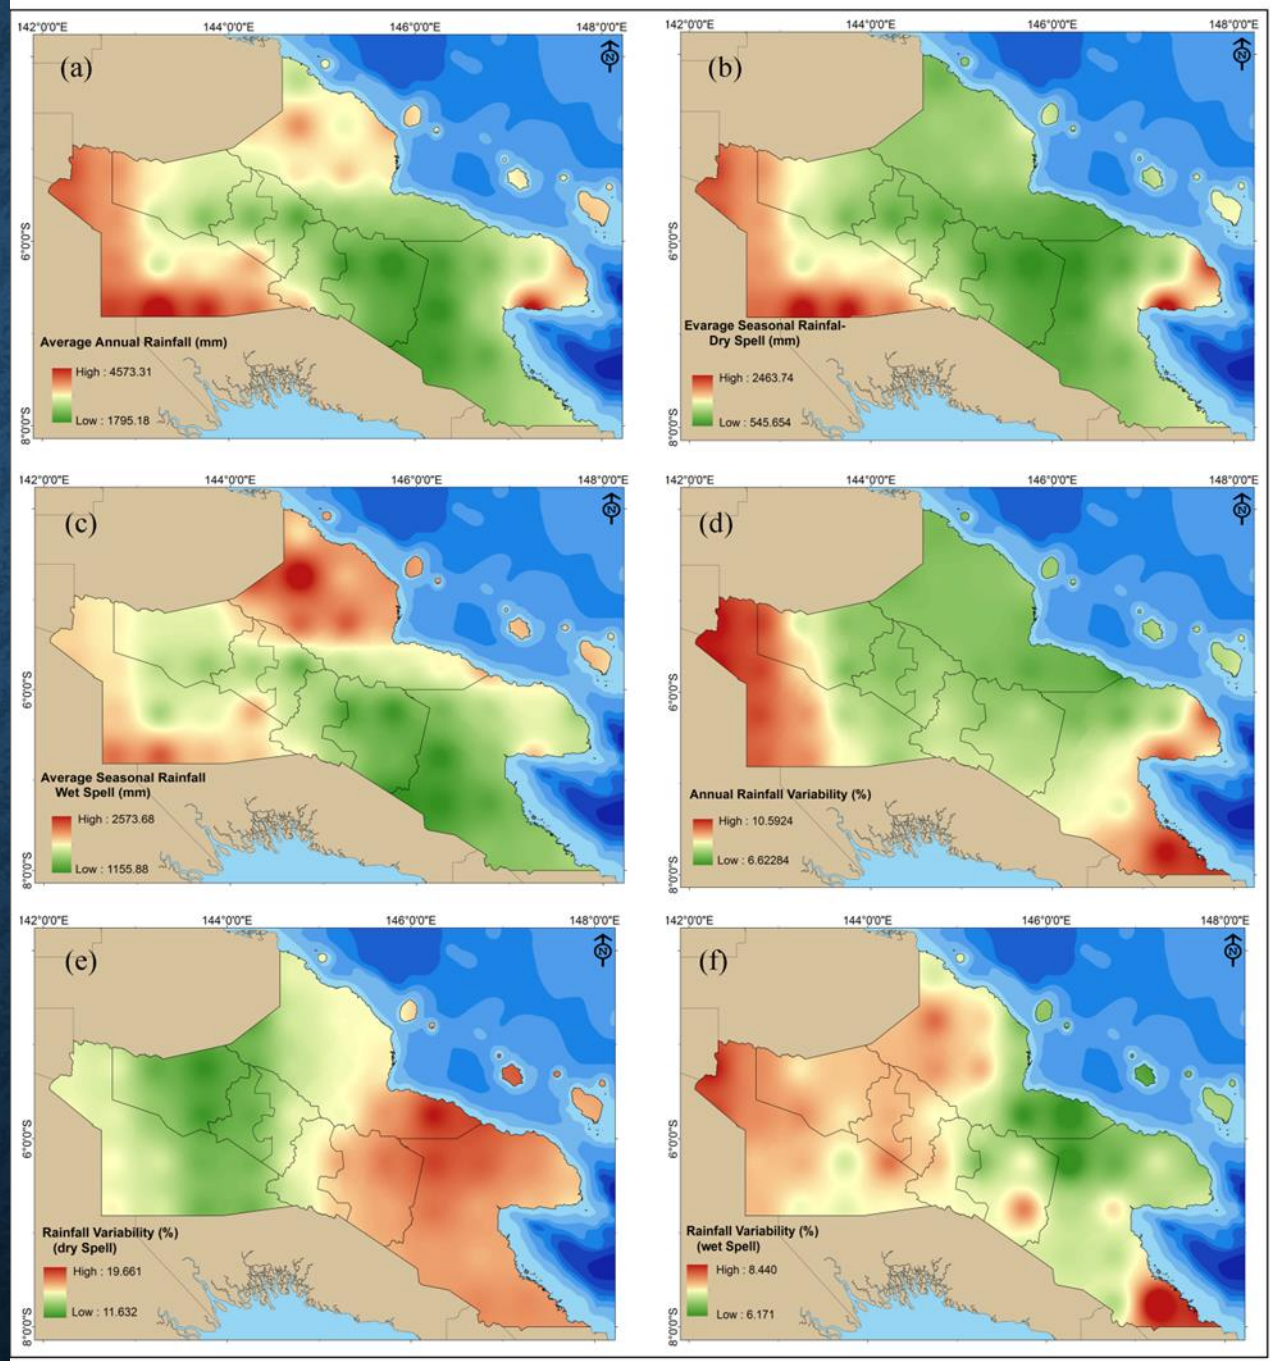 142°0'0"E 144°0'0"E 146°0'0"E 148°0'0"E
(a)
N
6°0'0"S
Average Annual Rainfall (mm)
High : 4573.31
Low : 1795.18
8°0'0"S
142°0'0"E 144°0'0"E 146°0'0"E 148°0'0"E
(b)
N
6°0'0"S
Evarage Seasonal Rainfal-
Dry Spell (mm)
High : 2463.74
Low : 545.654
8°0'0"S
142°0'0"E 144°0'0"E 146°0'0"E 148°0'0"E
(c)
N
6°0'0"S
Average Seasonal Rainfall
Wet Spell (mm)
High : 2573.68
Low : 1155.88
8°0'0"S
142°0'0"E 144°0'0"E 146°0'0"E 148°0'0"E
(d)
N
6°0'0"S
Annual Rainfall Variability (%)
High : 10.5924
Low : 6.62284
8°0'0"S
142°0'0"E 144°0'0"E 146°0'0"E 148°0'0"E
(e)
N
6°0'0"S
Rainfall Variability (%)
(dry Spell)
High : 19.661
Low : 11.632
8°0'0"S
142°0'0"E 144°0'0"E 146°0'0"E 148°0'0"E
(f)
N
6°0'0"S
Rainfall Variability (%)
(wet Spell)
High : 8.440
Low : 6.171
8°0'0"S